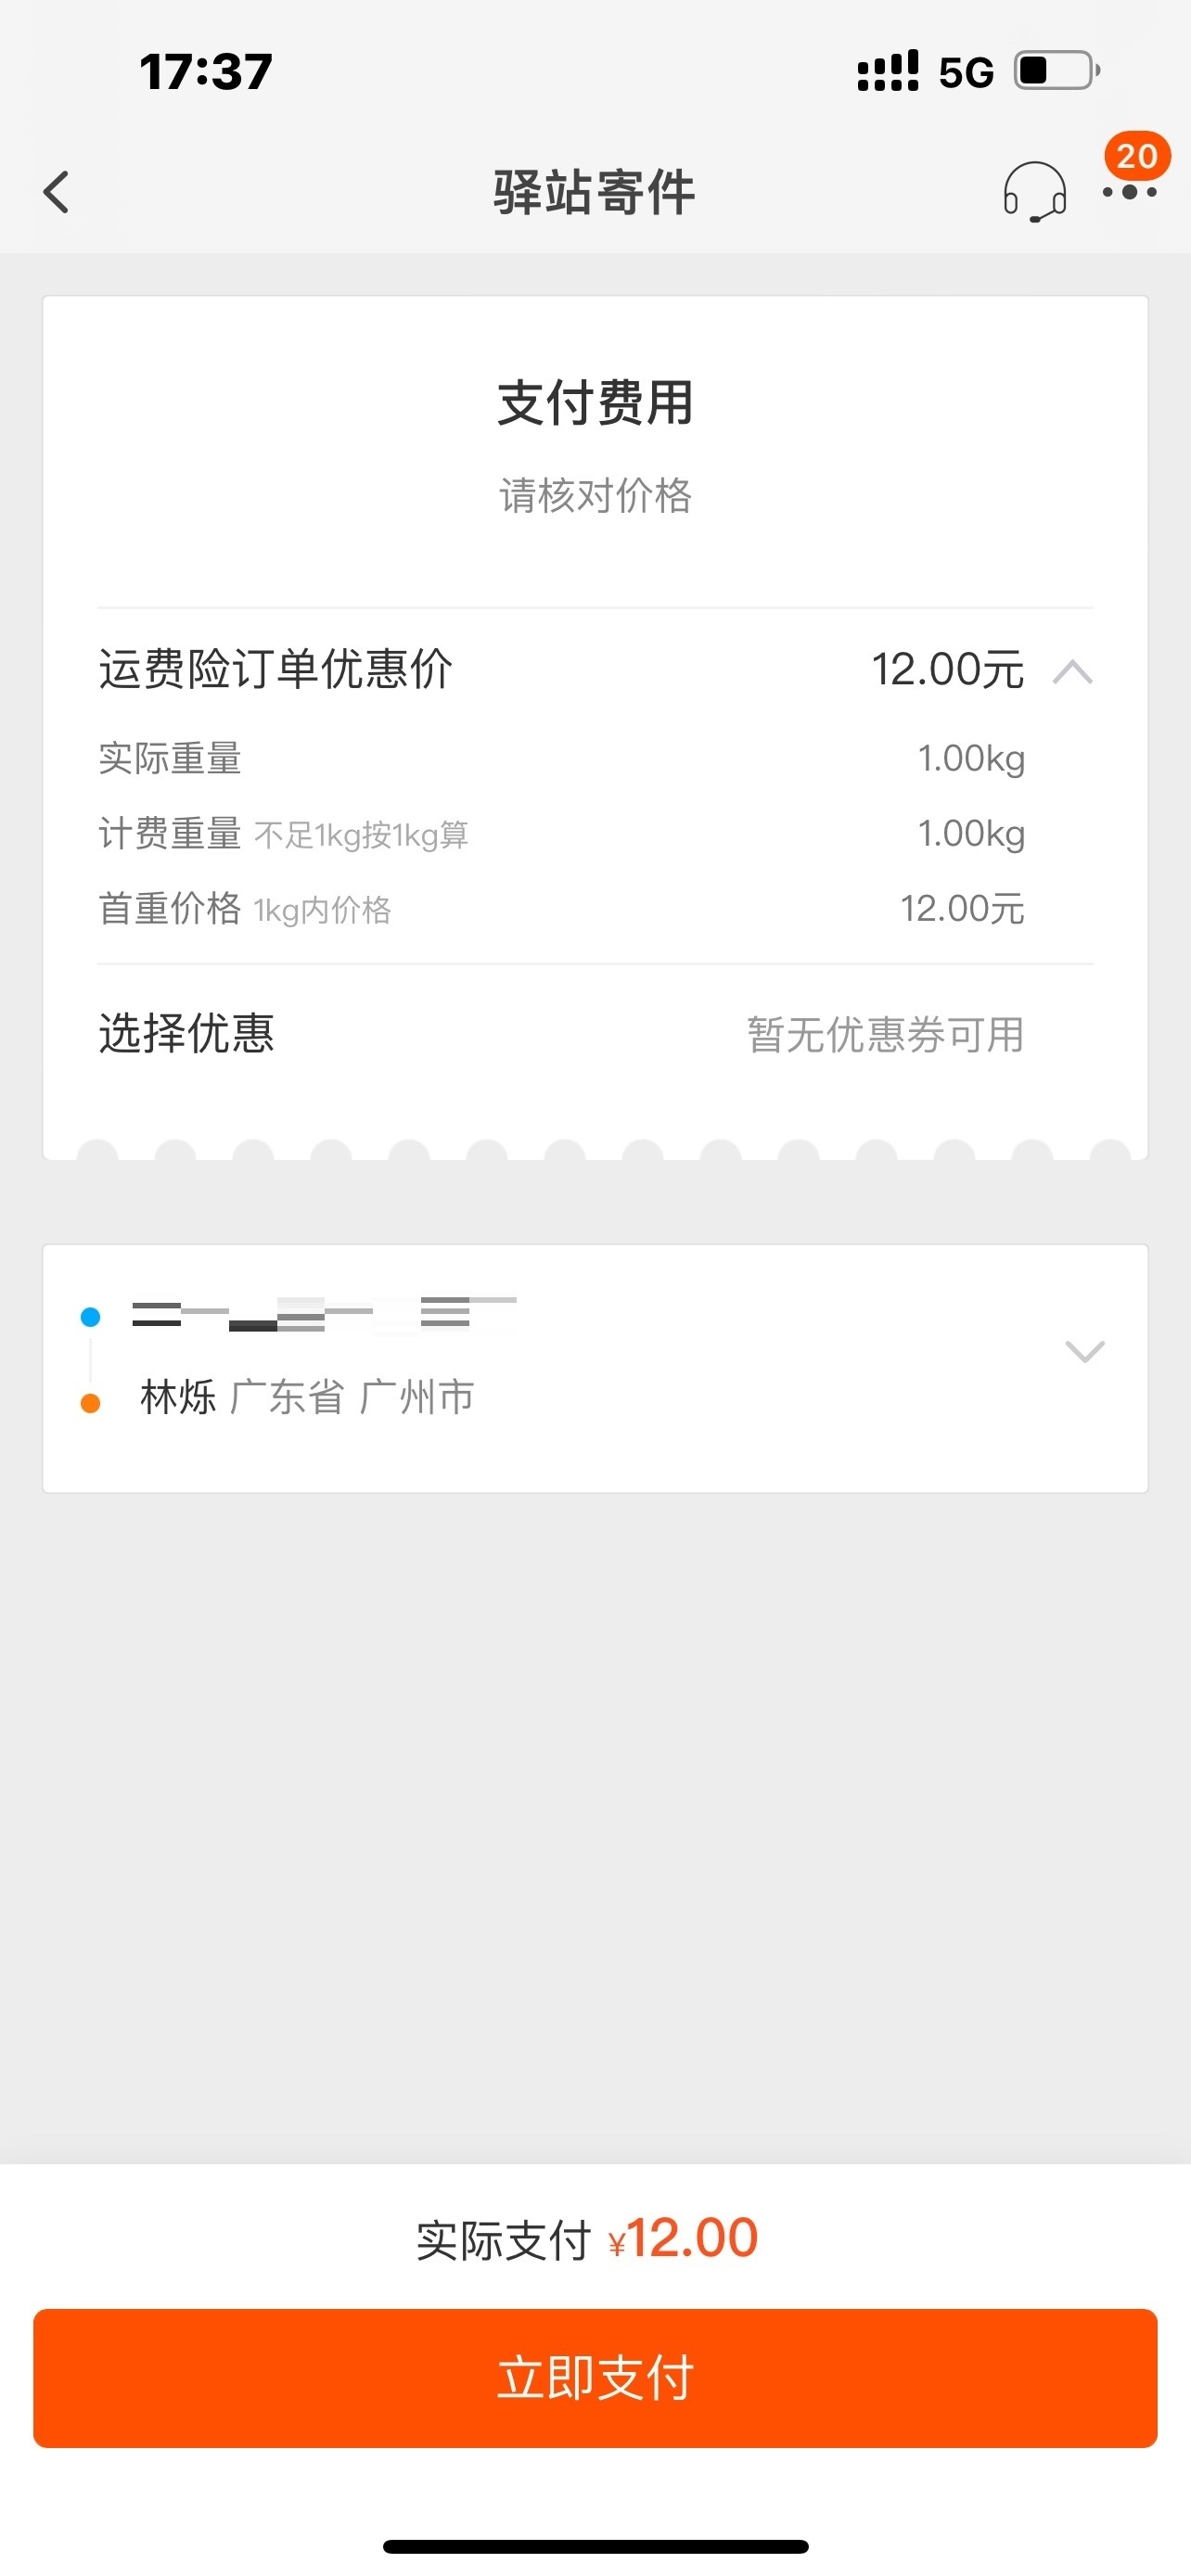 17:37 5G
驿站寄件 20
支付费用
请核对价格
运费险订单优惠价 12.00元
实际重量 1.00kg
计费重量 不足1kg按1kg算 1.00kg
首重价格 1kg内价格 12.00元
选择优惠 暂无优惠券可用
林烁 广东省 广州市
实际支付 ¥12.00
立即支付